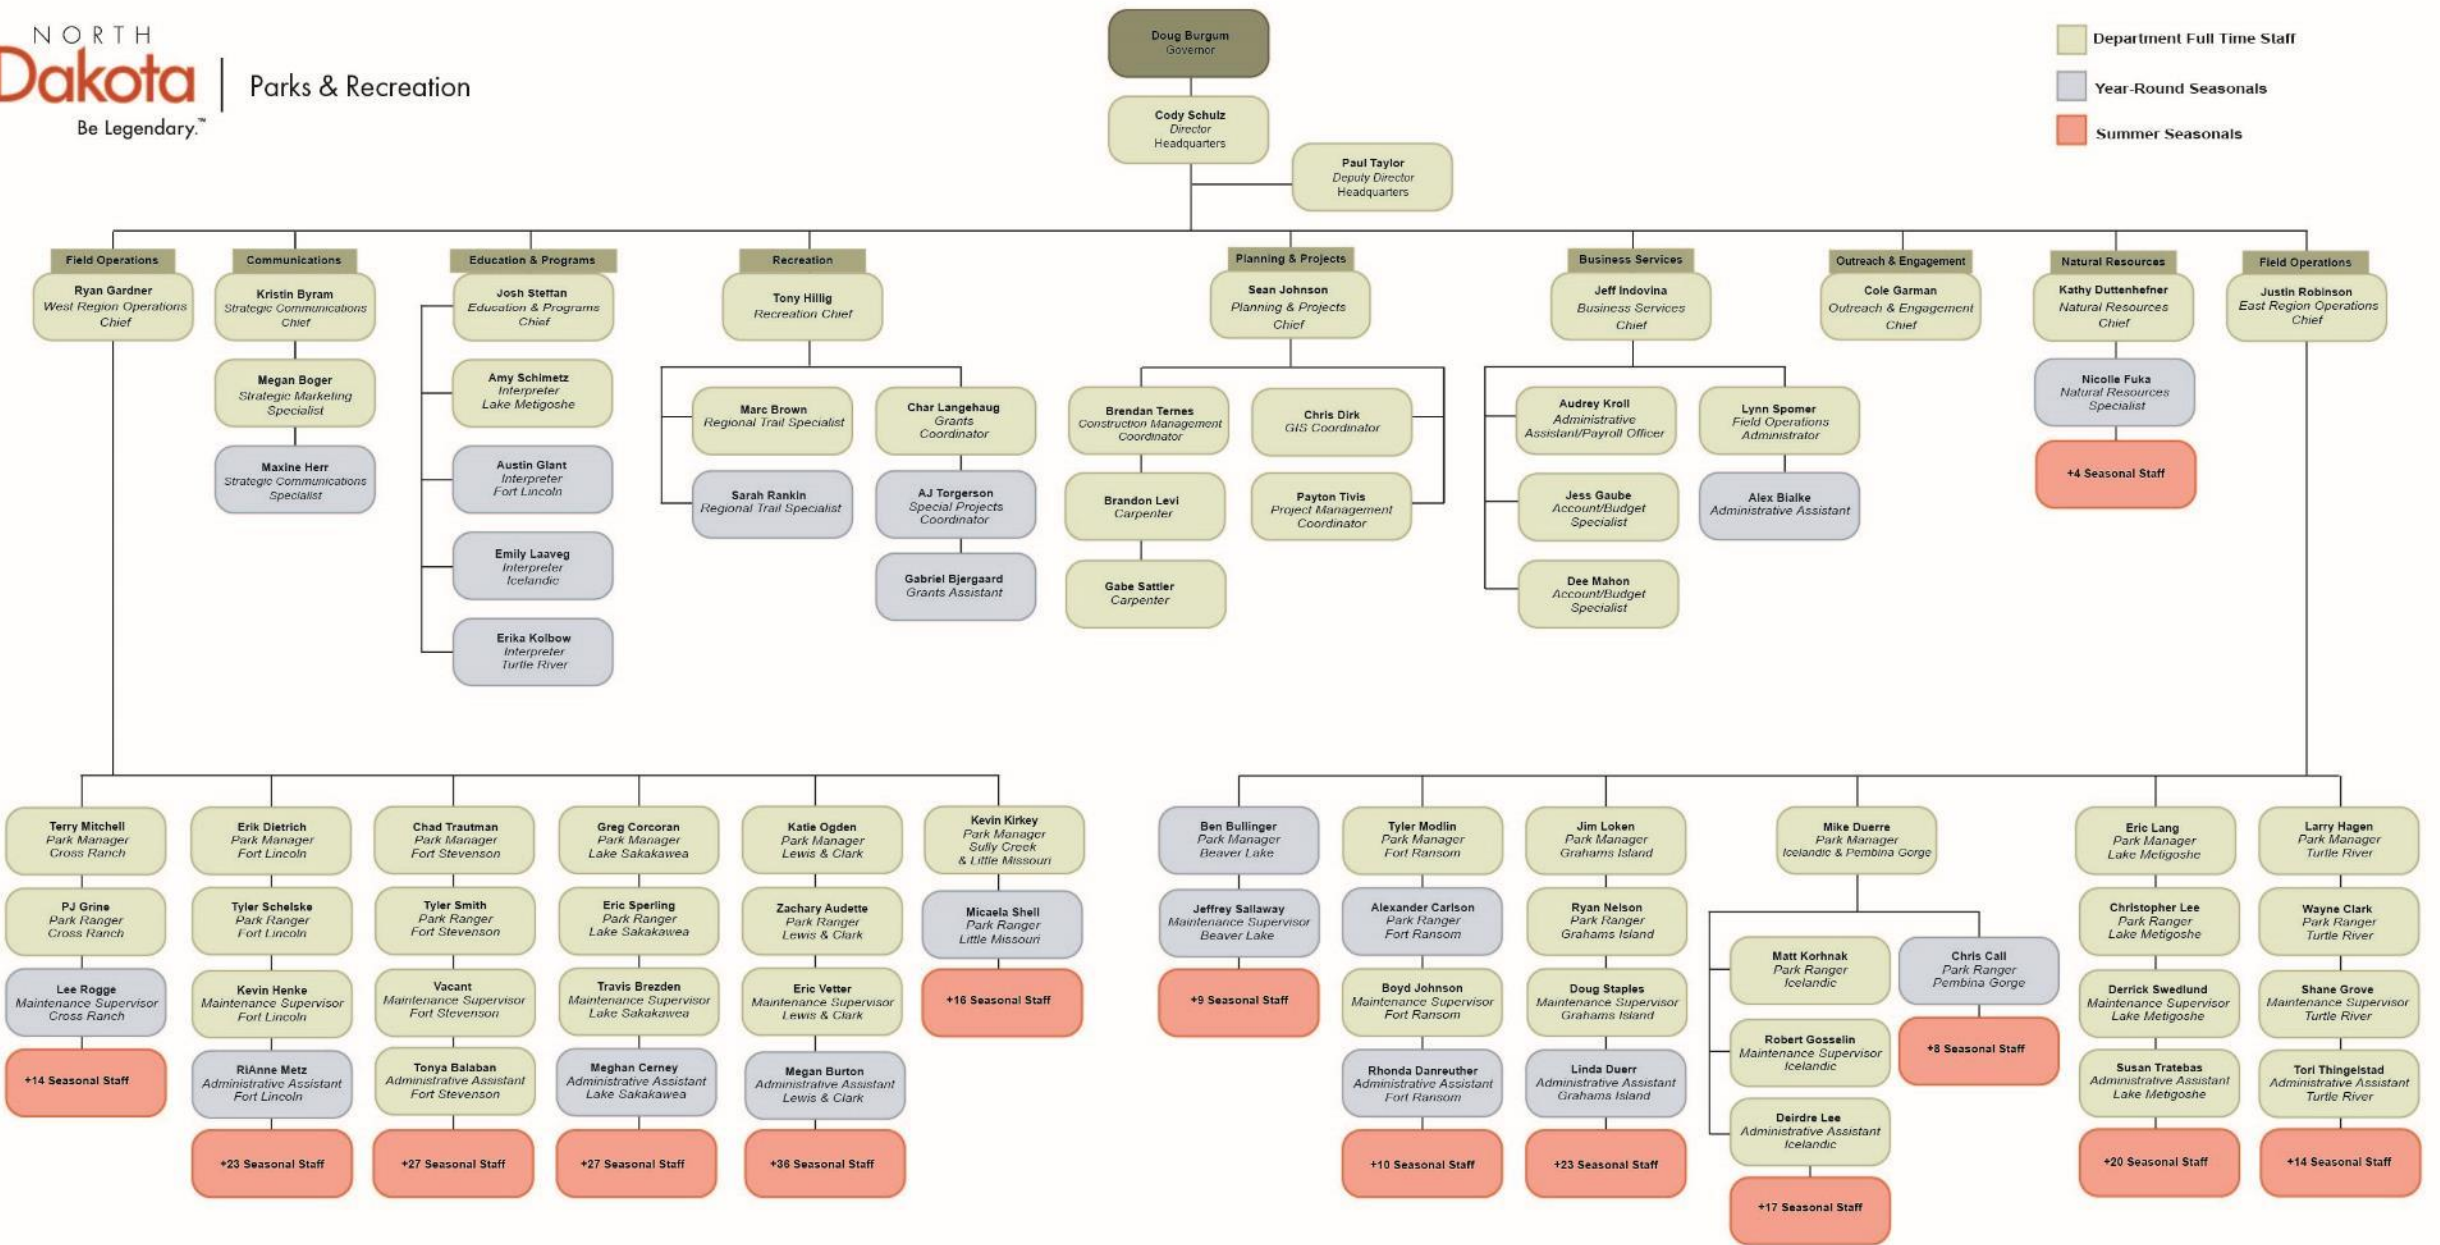 NORTH
Dakota
Be Legendary.™
Parks & Recreation
Doug Burgum
Governor
Cody Schulz
Director
Headquarters
Paul Taylor
Deputy Director
Headquarters
Department Full Time Staff
Year-Round Seasonals
Summer Seasonals
Field Operations
Ryan Gardner
West Region Operations
Chief
Communications
Kristin Byram
Strategic Communications
Chief
Megan Boger
Strategic Marketing
Specialist
Maxine Herr
Strategic Communications
Specialist
Education & Programs
Josh Steffan
Education & Programs
Chief
Amy Schimetz
Interpreter
Lake Metigoshe
Austin Glant
Interpreter
Fort Lincoln
Emily Laaveg
Interpreter
Icelandic
Erika Kolbow
Interpreter
Turtle River
Recreation
Tony Hillig
Recreation Chief
Marc Brown
Regional Trail Specialist
Sarah Rankin
Regional Trail Specialist
Char Langehaug
Grants
Coordinator
AJ Torgerson
Special Projects
Coordinator
Gabriel Bjergaard
Grants Assistant
Planning & Projects
Sean Johnson
Planning & Projects
Chief
Brendan Ternes
Construction Management
Coordinator
Brandon Levi
Carpenter
Gabe Sattler
Carpenter
Chris Dirk
GIS Coordinator
Payton Tivis
Project Management
Coordinator
Business Services
Jeff Indovina
Business Services
Chief
Audrey Kroll
Administrative
Assistant/Payroll Officer
Jess Gaube
Account/Budget
Specialist
Dee Mahon
Account/Budget
Specialist
Lynn Spomer
Field Operations
Administrator
Alex Bialke
Administrative Assistant
Outreach & Engagement
Cole Garman
Outreach & Engagement
Chief
Natural Resources
Kathy Duttenhefner
Natural Resources
Chief
Nicolle Fuka
Natural Resources
Specialist
+4 Seasonal Staff
Field Operations
Justin Robinson
East Region Operations
Chief
Terry Mitchell
Park Manager
Cross Ranch
PJ Grine
Park Ranger
Cross Ranch
Lee Rogge
Maintenance Supervisor
Cross Ranch
+14 Seasonal Staff
Erik Dietrich
Park Manager
Fort Lincoln
Tyler Schelske
Park Ranger
Fort Lincoln
Kevin Henke
Maintenance Supervisor
Fort Lincoln
RiAnne Metz
Administrative Assistant
Fort Lincoln
+23 Seasonal Staff
Chad Trautman
Park Manager
Fort Stevenson
Tyler Smith
Park Ranger
Fort Stevenson
Vacant
Maintenance Supervisor
Fort Stevenson
Tonya Balaban
Administrative Assistant
Fort Stevenson
+27 Seasonal Staff
Greg Corcoran
Park Manager
Lake Sakakawea
Eric Sperling
Park Ranger
Lake Sakakawea
Travis Brezden
Maintenance Supervisor
Lake Sakakawea
Meghan Cerney
Administrative Assistant
Lake Sakakawea
+27 Seasonal Staff
Katie Ogden
Park Manager
Lewis & Clark
Zachary Audette
Park Ranger
Lewis & Clark
Eric Vetter
Maintenance Supervisor
Lewis & Clark
Megan Burton
Administrative Assistant
Lewis & Clark
+36 Seasonal Staff
Kevin Kirkey
Park Manager
Sully Creek
& Little Missouri
Micaela Shell
Park Ranger
Little Missouri
+16 Seasonal Staff
Ben Bullinger
Park Manager
Beaver Lake
Jeffrey Sallaway
Maintenance Supervisor
Beaver Lake
+9 Seasonal Staff
Tyler Modlin
Park Manager
Fort Ransom
Alexander Carlson
Park Ranger
Fort Ransom
Boyd Johnson
Maintenance Supervisor
Fort Ransom
Rhonda Danreuther
Administrative Assistant
Fort Ransom
+10 Seasonal Staff
Jim Loken
Park Manager
Grahams Island
Ryan Nelson
Park Ranger
Grahams Island
Doug Staples
Maintenance Supervisor
Grahams Island
Linda Duerr
Administrative Assistant
Grahams Island
+23 Seasonal Staff
Mike Duerre
Park Manager
Icelandic & Pembina Gorge
Matt Korhnak
Park Ranger
Icelandic
Robert Gosselin
Maintenance Supervisor
Icelandic
Deirdre Lee
Administrative Assistant
Icelandic
+17 Seasonal Staff
Chris Call
Park Ranger
Pembina Gorge
+8 Seasonal Staff
Eric Lang
Park Manager
Lake Metigoshe
Christopher Lee
Park Ranger
Lake Metigoshe
Derrick Swedlund
Maintenance Supervisor
Lake Metigoshe
Susan Tratebas
Administrative Assistant
Lake Metigoshe
+20 Seasonal Staff
Larry Hagen
Park Manager
Turtle River
Wayne Clark
Park Ranger
Turtle River
Shane Grove
Maintenance Supervisor
Turtle River
Tori Thingelstad
Administrative Assistant
Turtle River
+14 Seasonal Staff